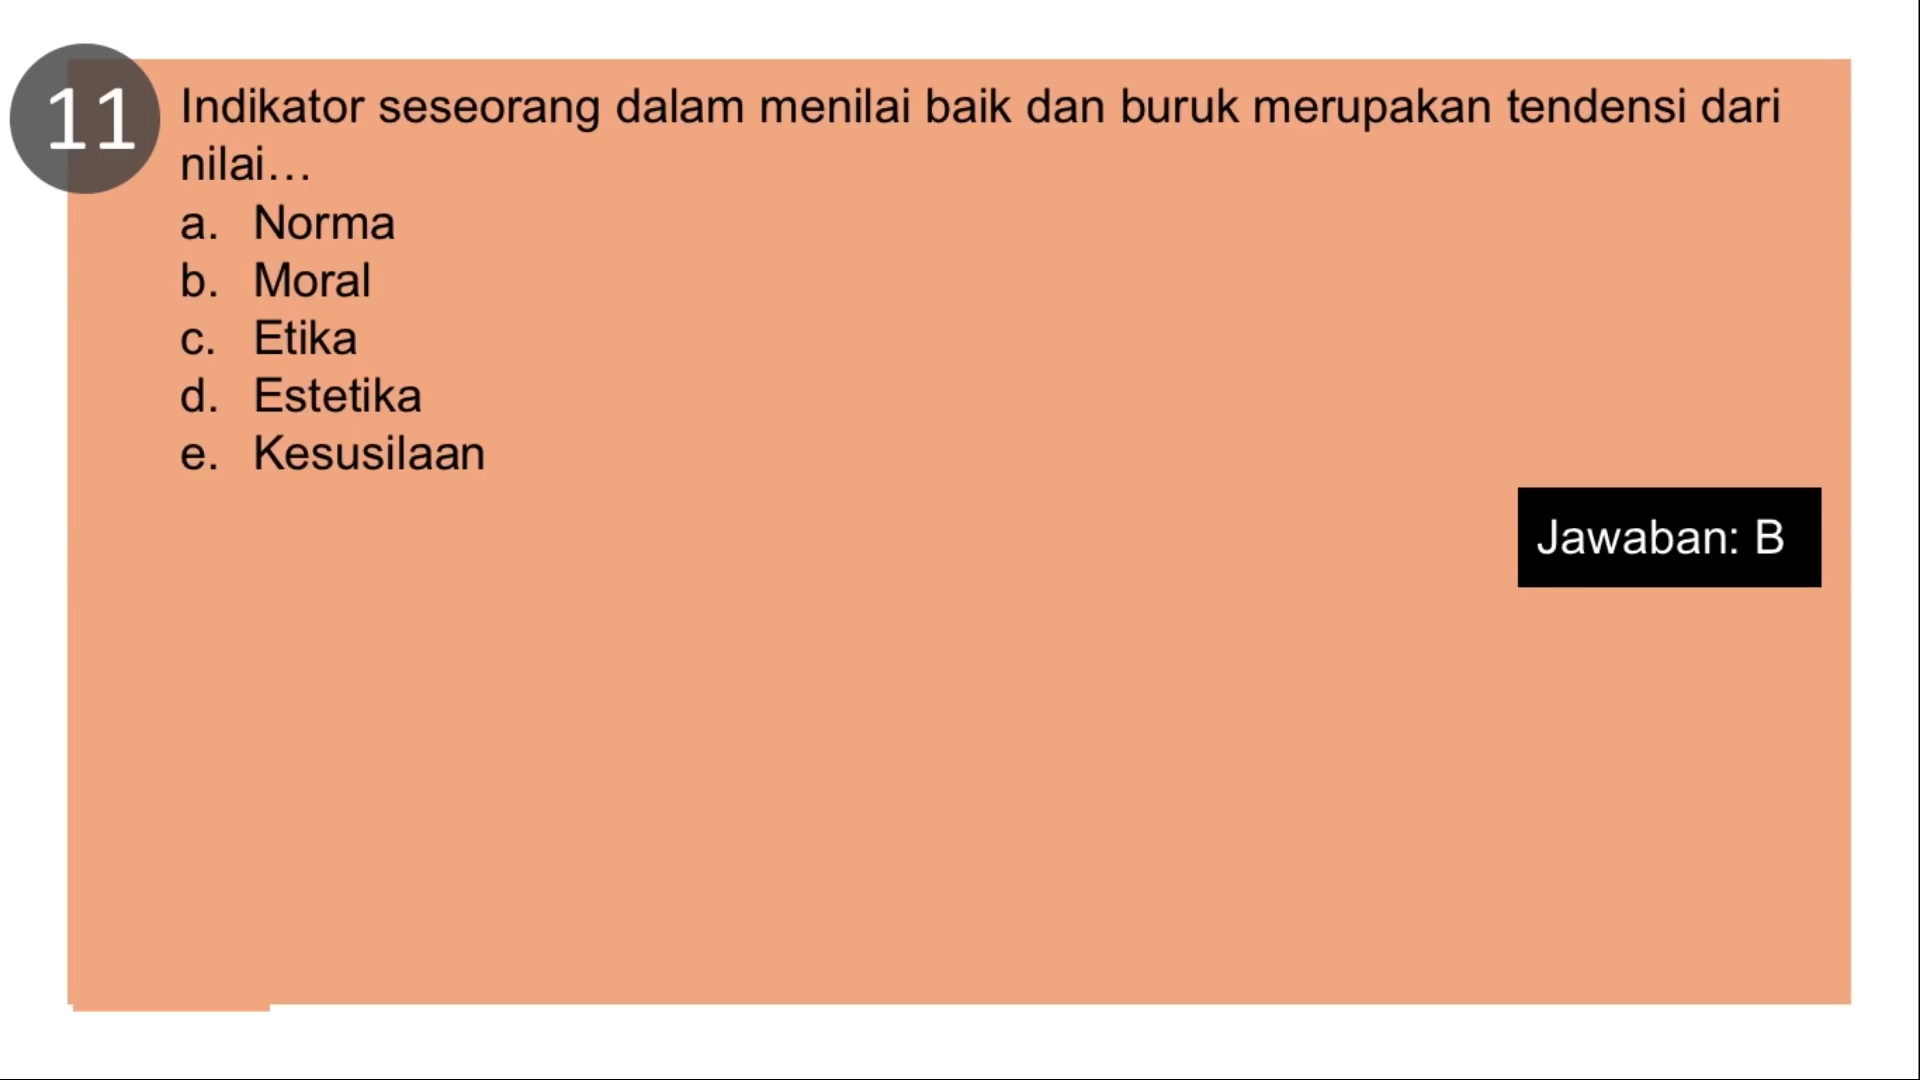 11
Indikator seseorang dalam menilai baik dan buruk merupakan tendensi dari
nilai…
a. Norma
b. Moral
c. Etika
d. Estetika
e. Kesusilaan
Jawaban: B